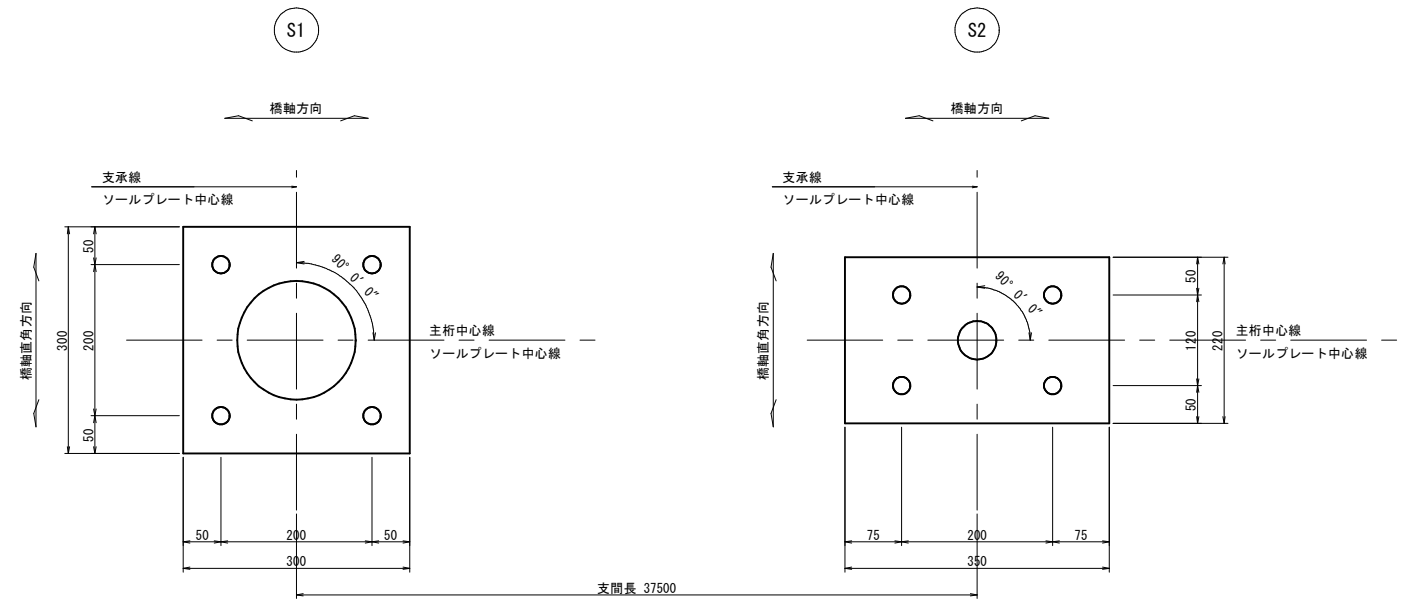 S1
S2
橋軸方向
橋軸方向
支承線
ソールプレート中心線
支承線
ソールプレート中心線
50
200
50
300
橋軸直角方向
90° 0′ 0″
主桁中心線
ソールプレート中心線
橋軸直角方向
90° 0′ 0″
50
120
50
220
主桁中心線
ソールプレート中心線
50
200
50
300
75
200
75
350
支間長 37500